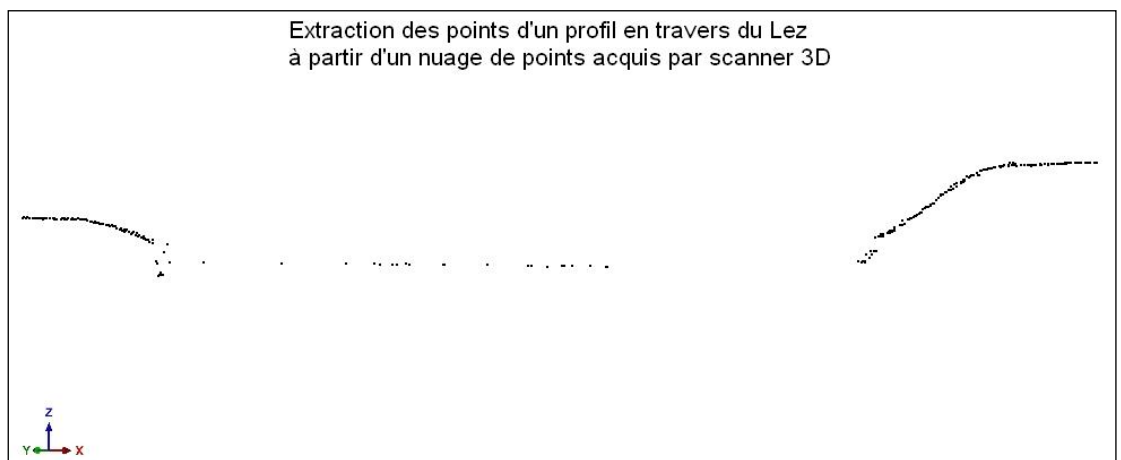 Extraction des points d'un profil en travers du Lez
à partir d'un nuage de points acquis par scanner 3D
Z
Y X